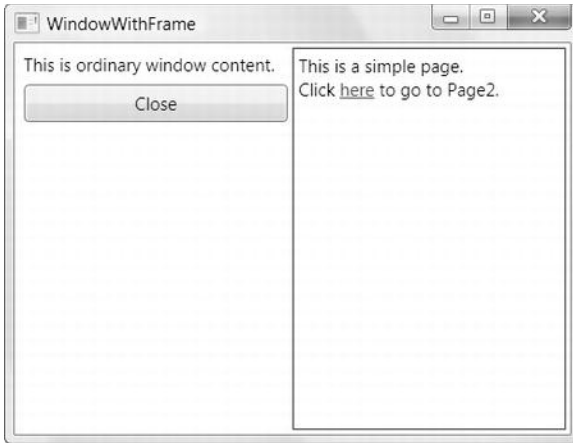 WindowWithFrame
This is ordinary window content.
Close
This is a simple page.
Click here to go to Page2.